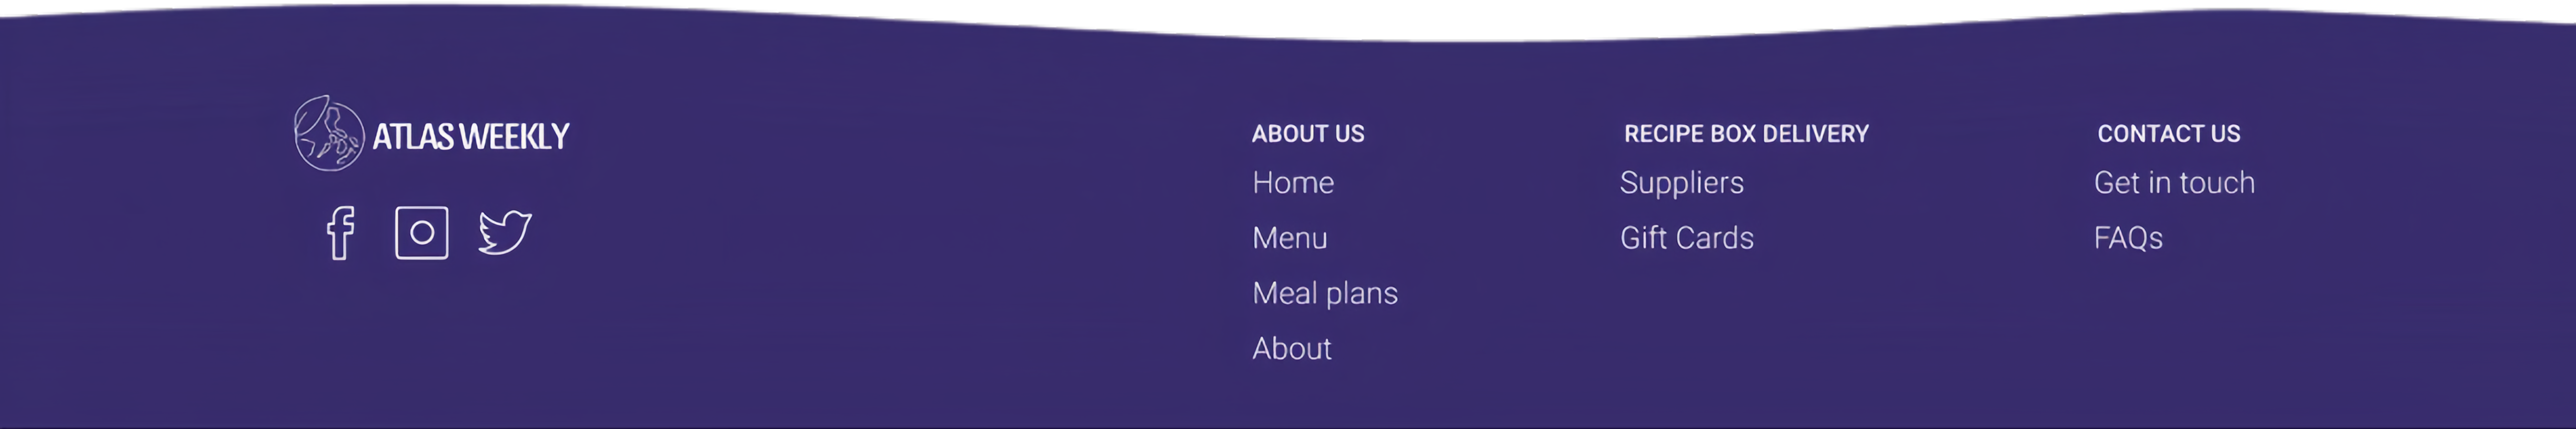 ATLAS WEEKLY
ABOUT US
Home
Menu
Meal plans
About
RECIPE BOX DELIVERY
Suppliers
Gift Cards
CONTACT US
Get in touch
FAQs